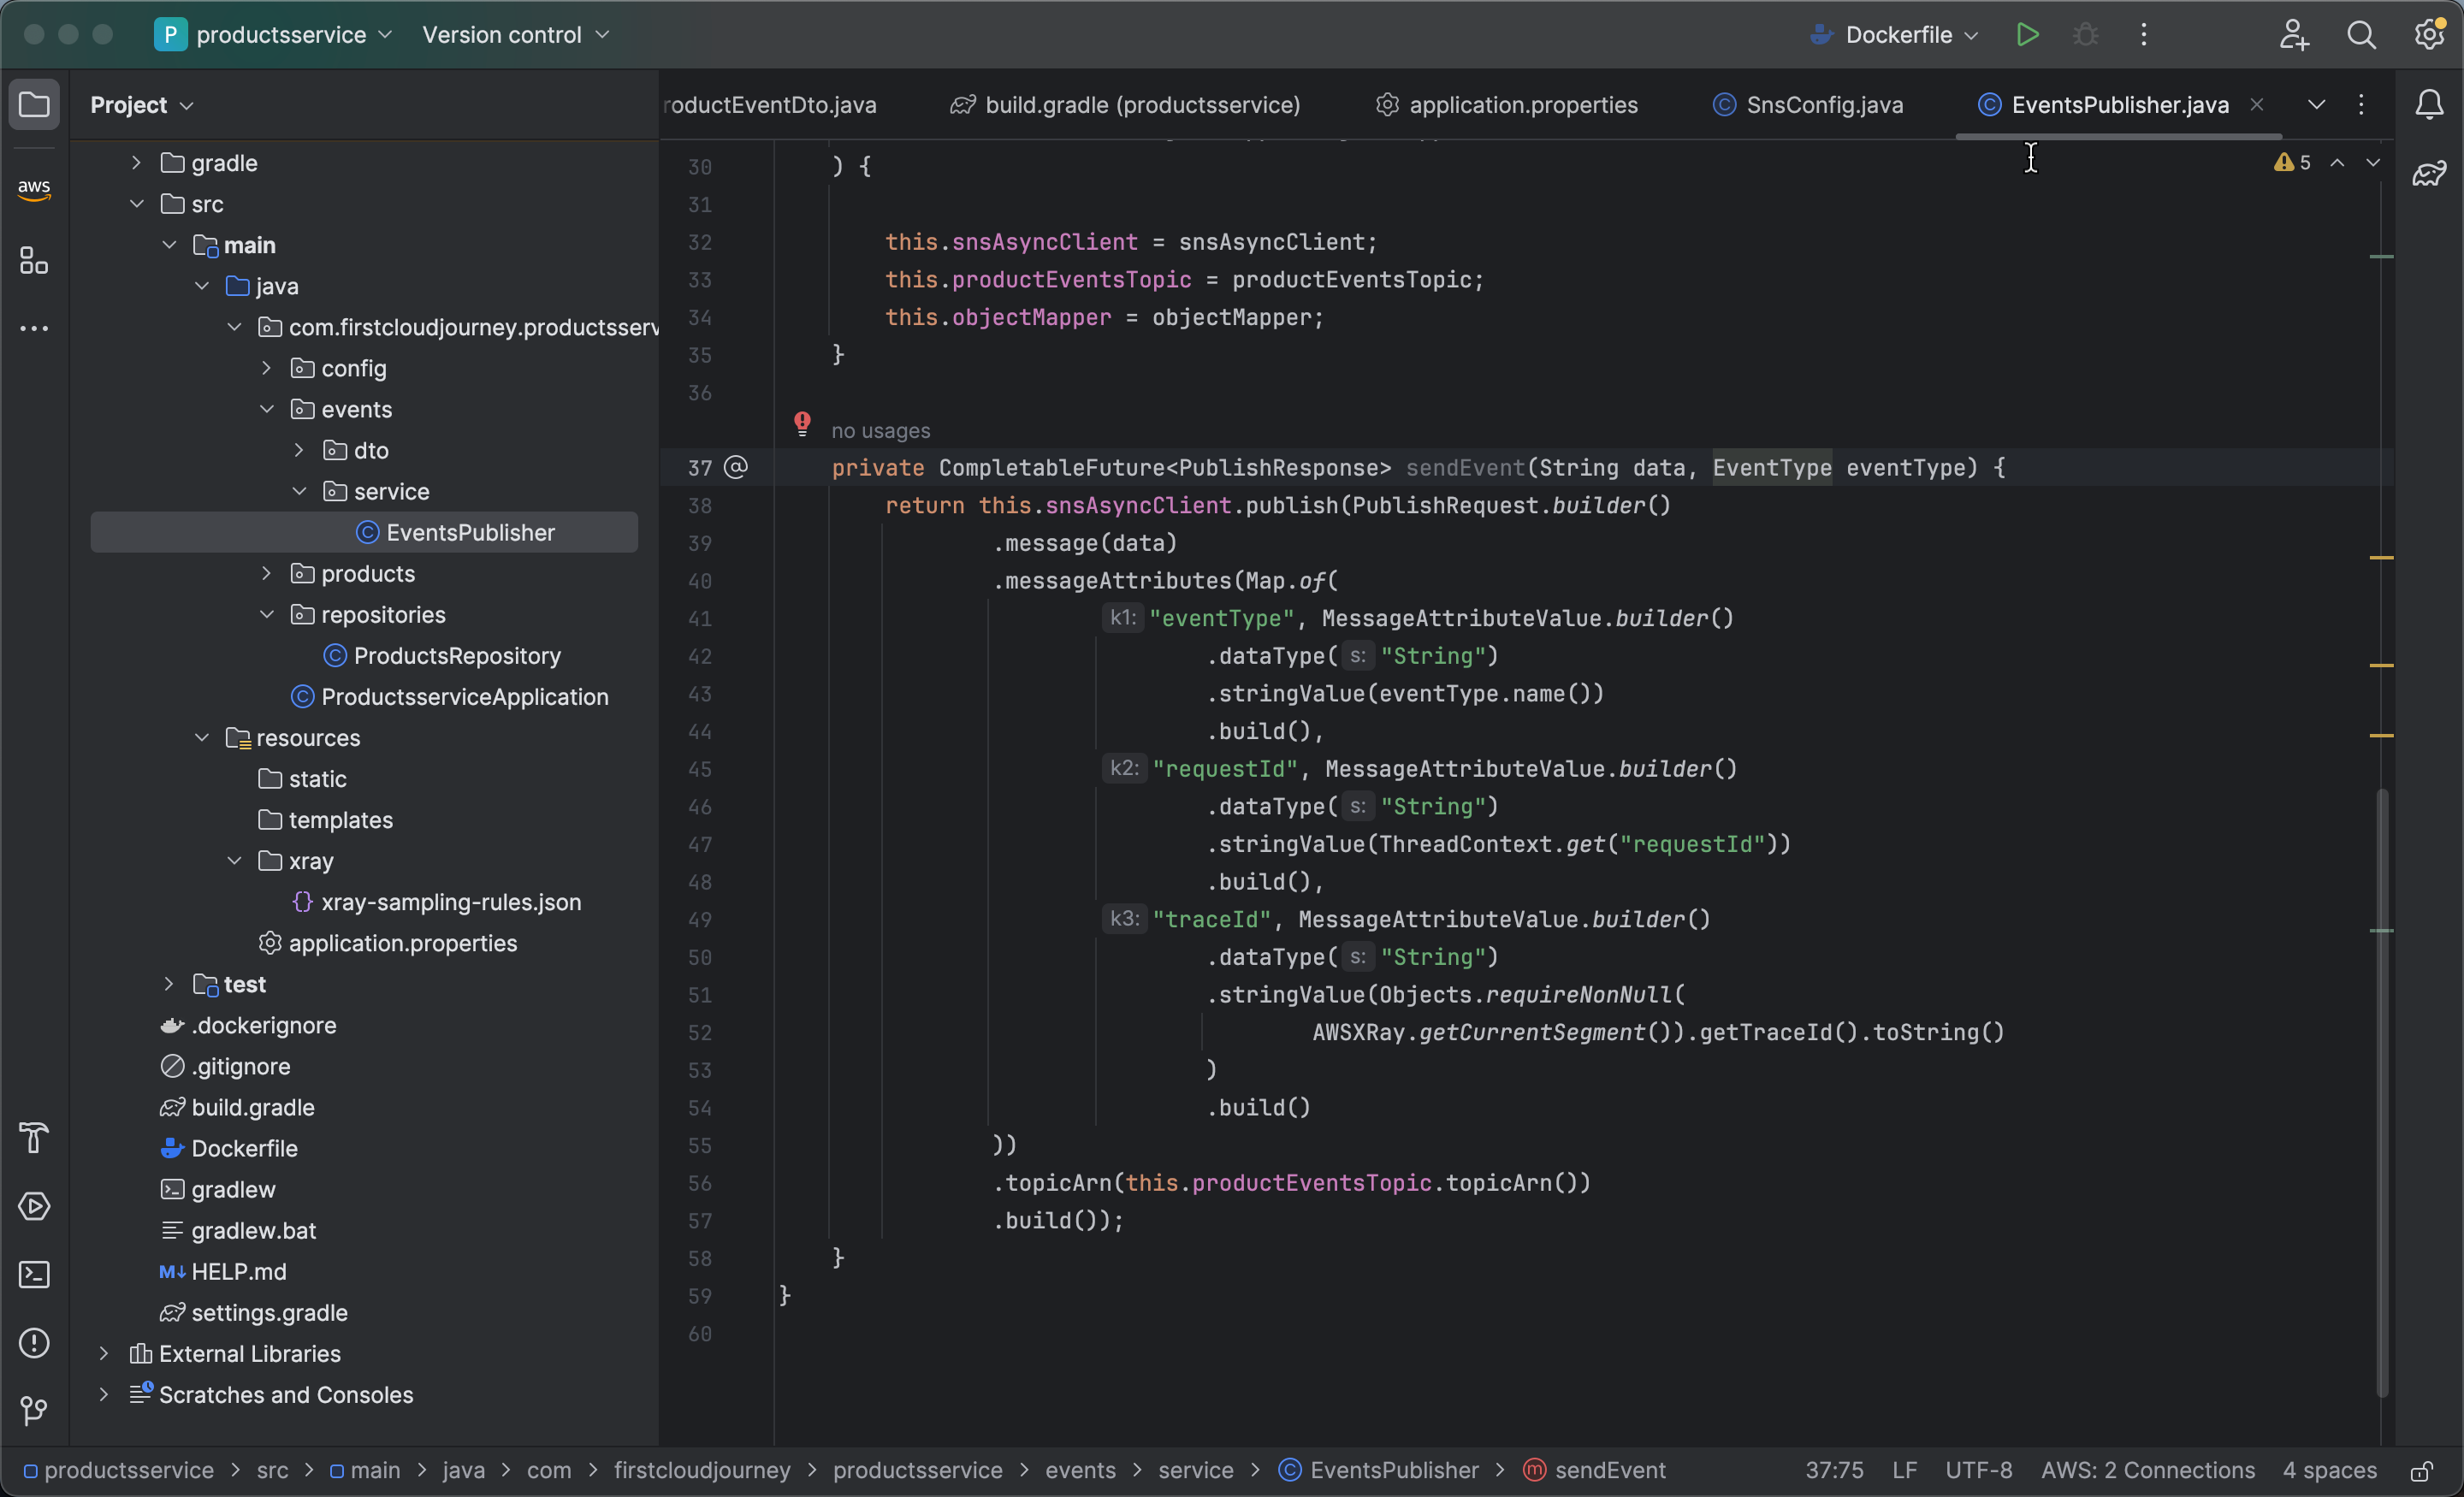 P productsservice Version control Dockerfile
Project
roductEventDto.java build.gradle (productsservice) application.properties SnsConfig.java EventsPublisher.java
aws
gradle
src
main
java
com.firstcloudjourney.productsserv
config
events
dto
service
EventsPublisher
products
repositories
ProductsRepository
ProductsserviceApplication
resources
static
templates
xray
xray-sampling-rules.json
application.properties
test
.dockerignore
.gitignore
build.gradle
Dockerfile
gradlew
gradlew.bat
M↓ HELP.md
settings.gradle
External Libraries
Scratches and Consoles
5
30 ) {
31
32 this.snsAsyncClient = snsAsyncClient;
33 this.productEventsTopic = productEventsTopic;
34 this.objectMapper = objectMapper;
35 }
36
no usages
37 @ private CompletableFuture<PublishResponse> sendEvent(String data, EventType eventType) {
38 return this.snsAsyncClient.publish(PublishRequest.builder()
39 .message(data)
40 .messageAttributes(Map.of(
41 k1: "eventType", MessageAttributeValue.builder()
42 .dataType( s: "String")
43 .stringValue(eventType.name())
44 .build(),
45 k2: "requestId", MessageAttributeValue.builder()
46 .dataType( s: "String")
47 .stringValue(ThreadContext.get("requestId"))
48 .build(),
49 k3: "traceId", MessageAttributeValue.builder()
50 .dataType( s: "String")
51 .stringValue(Objects.requireNonNull(
52 AWSXRay.getCurrentSegment()).getTraceId().toString()
53 )
54 .build()
55 ))
56 .topicArn(this.productEventsTopic.topicArn())
57 .build());
58 }
59 }
60
productsservice > src > main > java > com > firstcloudjourney > productsservice > events > service > EventsPublisher > sendEvent 37:75 LF UTF-8 AWS: 2 Connections 4 spaces